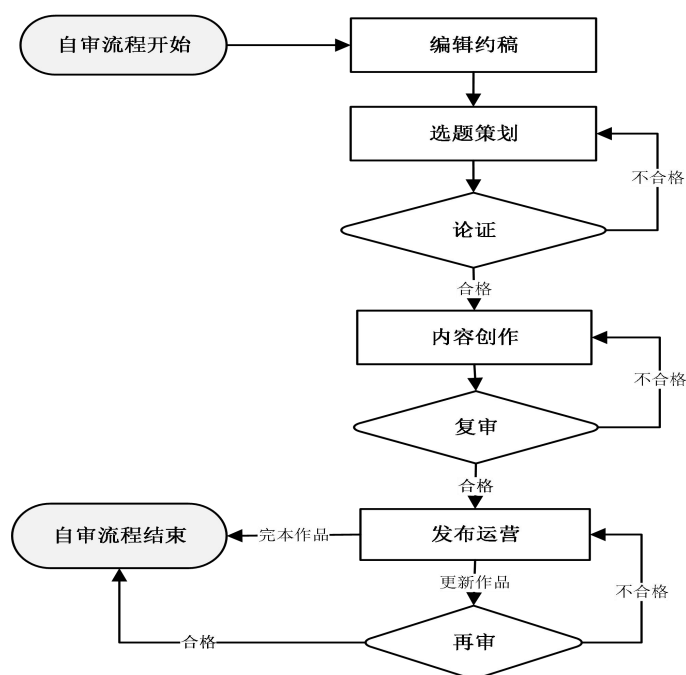 自审流程开始
编辑约稿
选题策划
不合格
论证
合格
内容创作
不合格
复审
合格
自审流程结束
完本作品
发布运营
更新作品
不合格
合格
再审